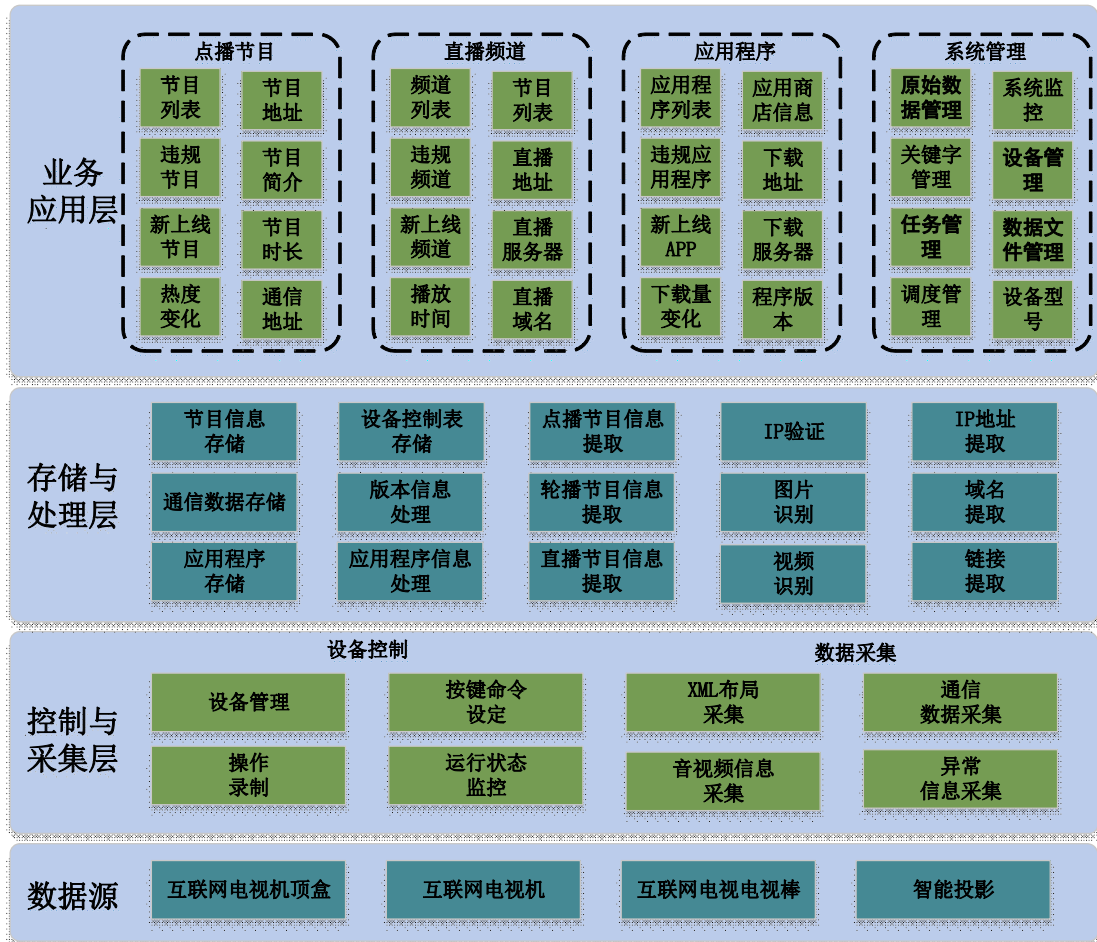 业务
应用层
点播节目
节目
列表
节目
地址
违规
节目
节目
简介
新上线
节目
节目
时长
热度
变化
通信
地址
直播频道
频道
列表
节目
列表
违规
频道
直播
地址
新上线
频道
直播
服务器
播放
时间
直播
域名
应用程序
应用程
序列表
应用商
店信息
违规应
用程序
下载
地址
新上线
APP
下载
服务器
下载量
变化
程序版
本
系统管理
原始数
据管理
系统监
控
关键字
管理
设备管
理
任务管
理
数据文
件管理
调度管
理
设备型
号
存储与
处理层
节目信息
存储
设备控制表
存储
点播节目信息
提取
IP验证
IP地址
提取
通信数据存储
版本信息
处理
轮播节目信息
提取
图片
识别
域名
提取
应用程序
存储
应用程序信息
处理
直播节目信息
提取
视频
识别
链接
提取
控制与
采集层
设备控制
设备管理
按键命令
设定
操作
录制
运行状态
监控
数据采集
XML布局
采集
通信
数据采集
音视频信息
采集
异常
信息采集
数据源
互联网电视机顶盒
互联网电视机
互联网电视电视棒
智能投影